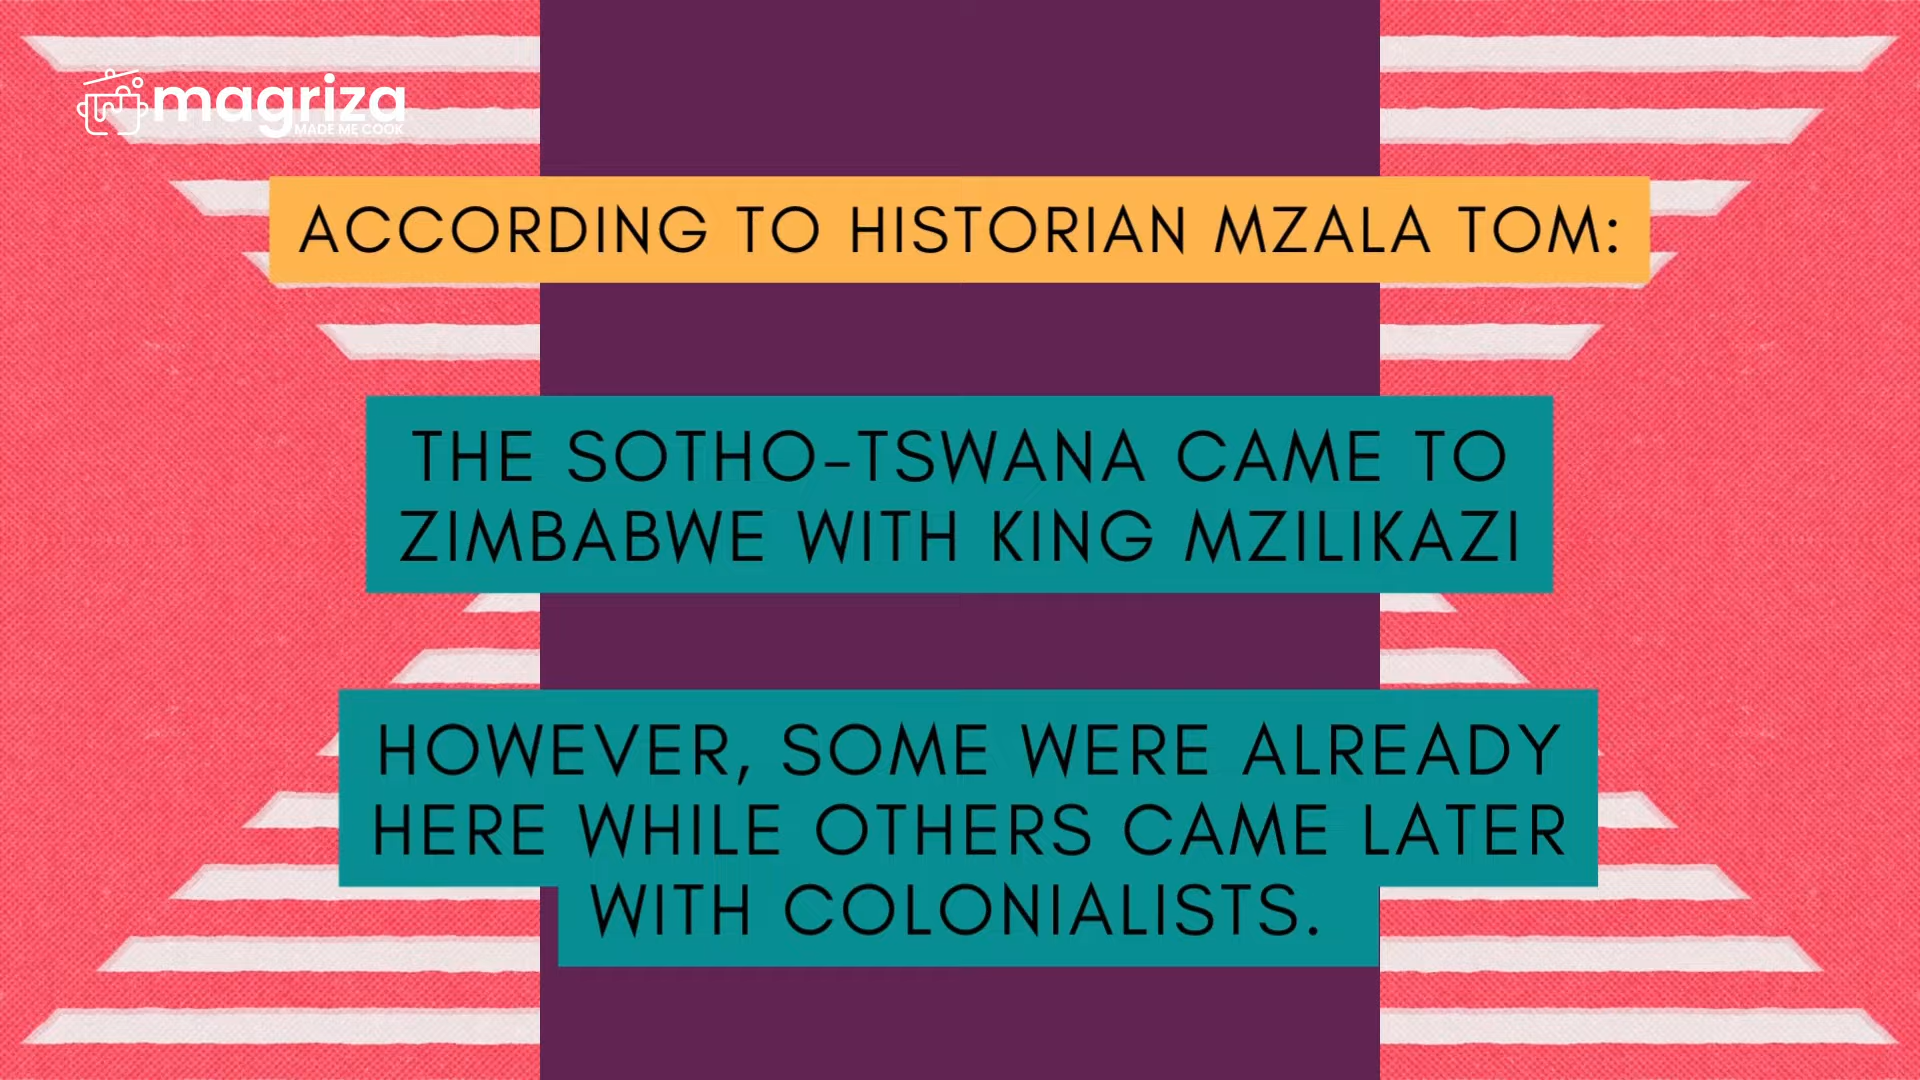 magriza
MADE ME COOK
ACCORDING TO HISTORIAN MZALA TOM:
THE SOTHO-TSWANA CAME TO
ZIMBABWE WITH KING MZILIKAZI
HOWEVER, SOME WERE ALREADY
HERE WHILE OTHERS CAME LATER
WITH COLONIALISTS.